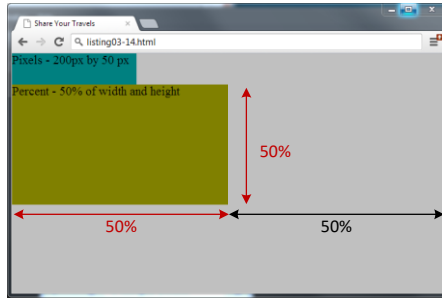 Share Your Travels
listing03-14.html
Pixels - 200px by 50 px
Percent - 50% of width and height
50%
50%
50%